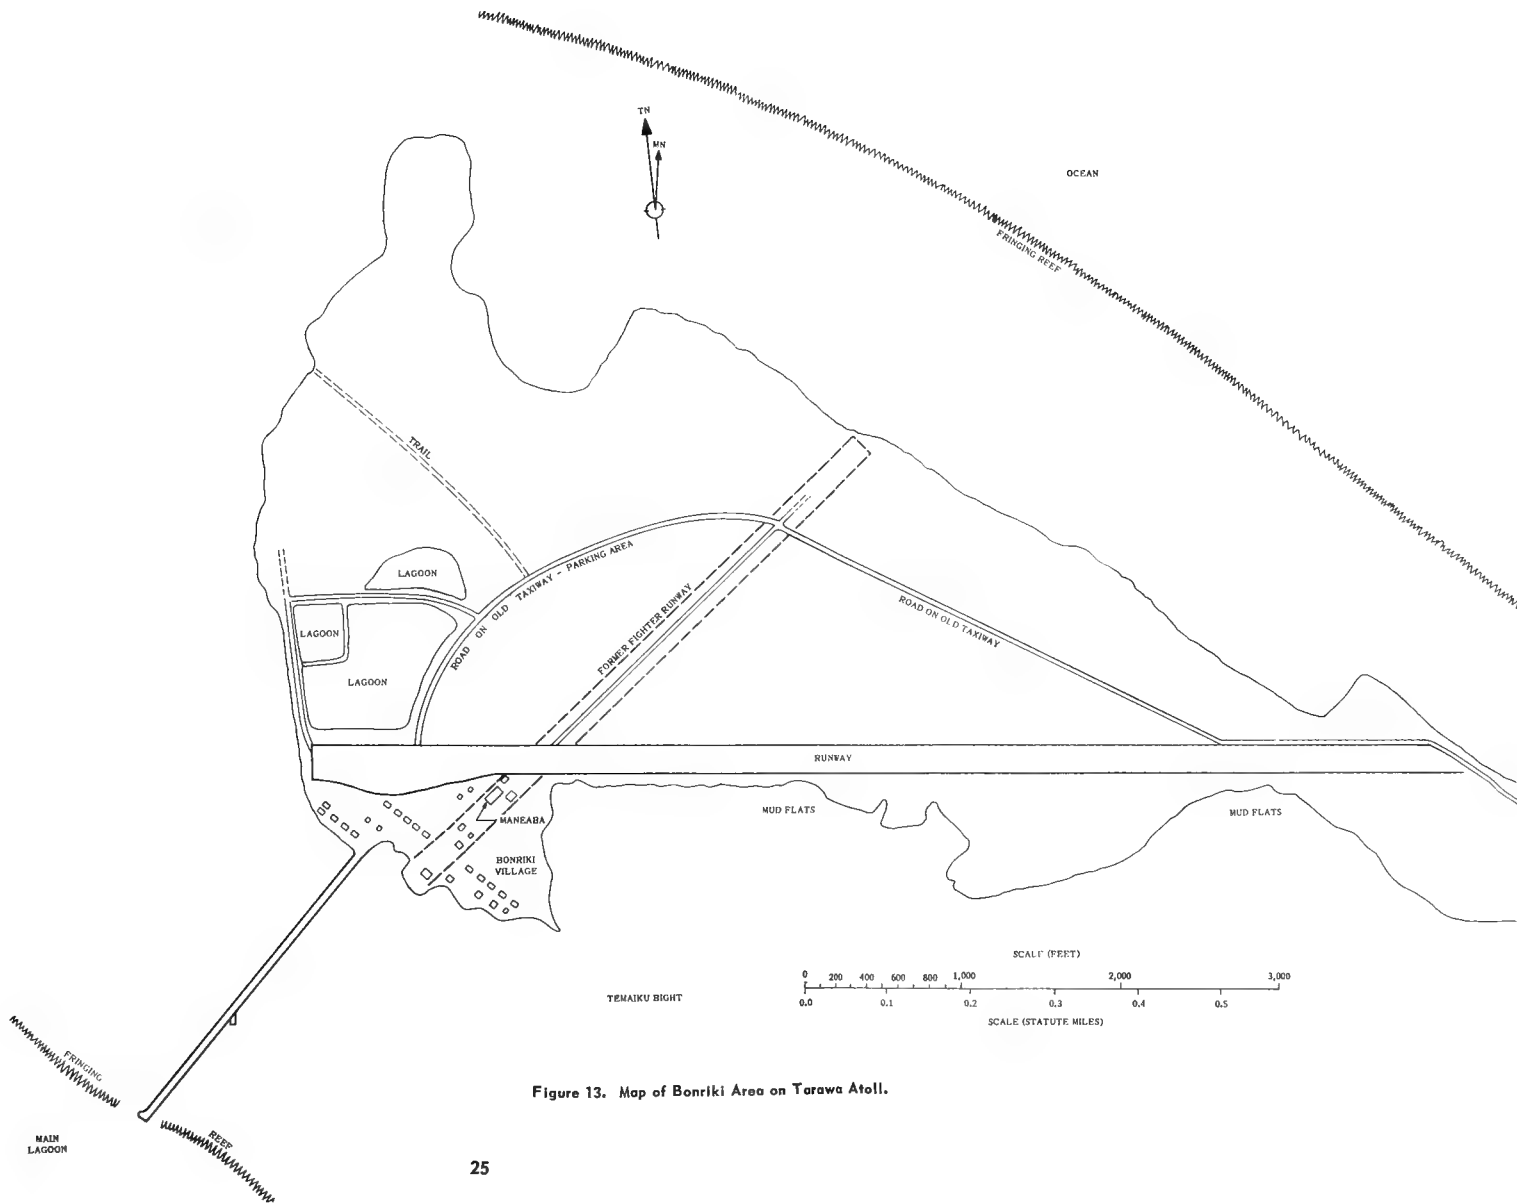 TN
MN
OCEAN
FRINGING REEF
TRAIL
LAGOON
ROAD ON OLD TAXIWAY - PARKING AREA
LAGOON
LAGOON
FORMER FIGHTER RUNWAY
ROAD ON OLD TAXIWAY
RUNWAY
MUD FLATS
MUD FLATS
MANEABA
BONRIKI
VILLAGE
SCALE (FEET)
0 200 400 600 800 1,000 2,000 3,000
0.0 0.1 0.2 0.3 0.4 0.5
SCALE (STATUTE MILES)
TEMAIKU BIGHT
FRINGING
REEF
MAIN
LAGOON
Figure 13. Map of Bonriki Area on Tarawa Atoll.
25